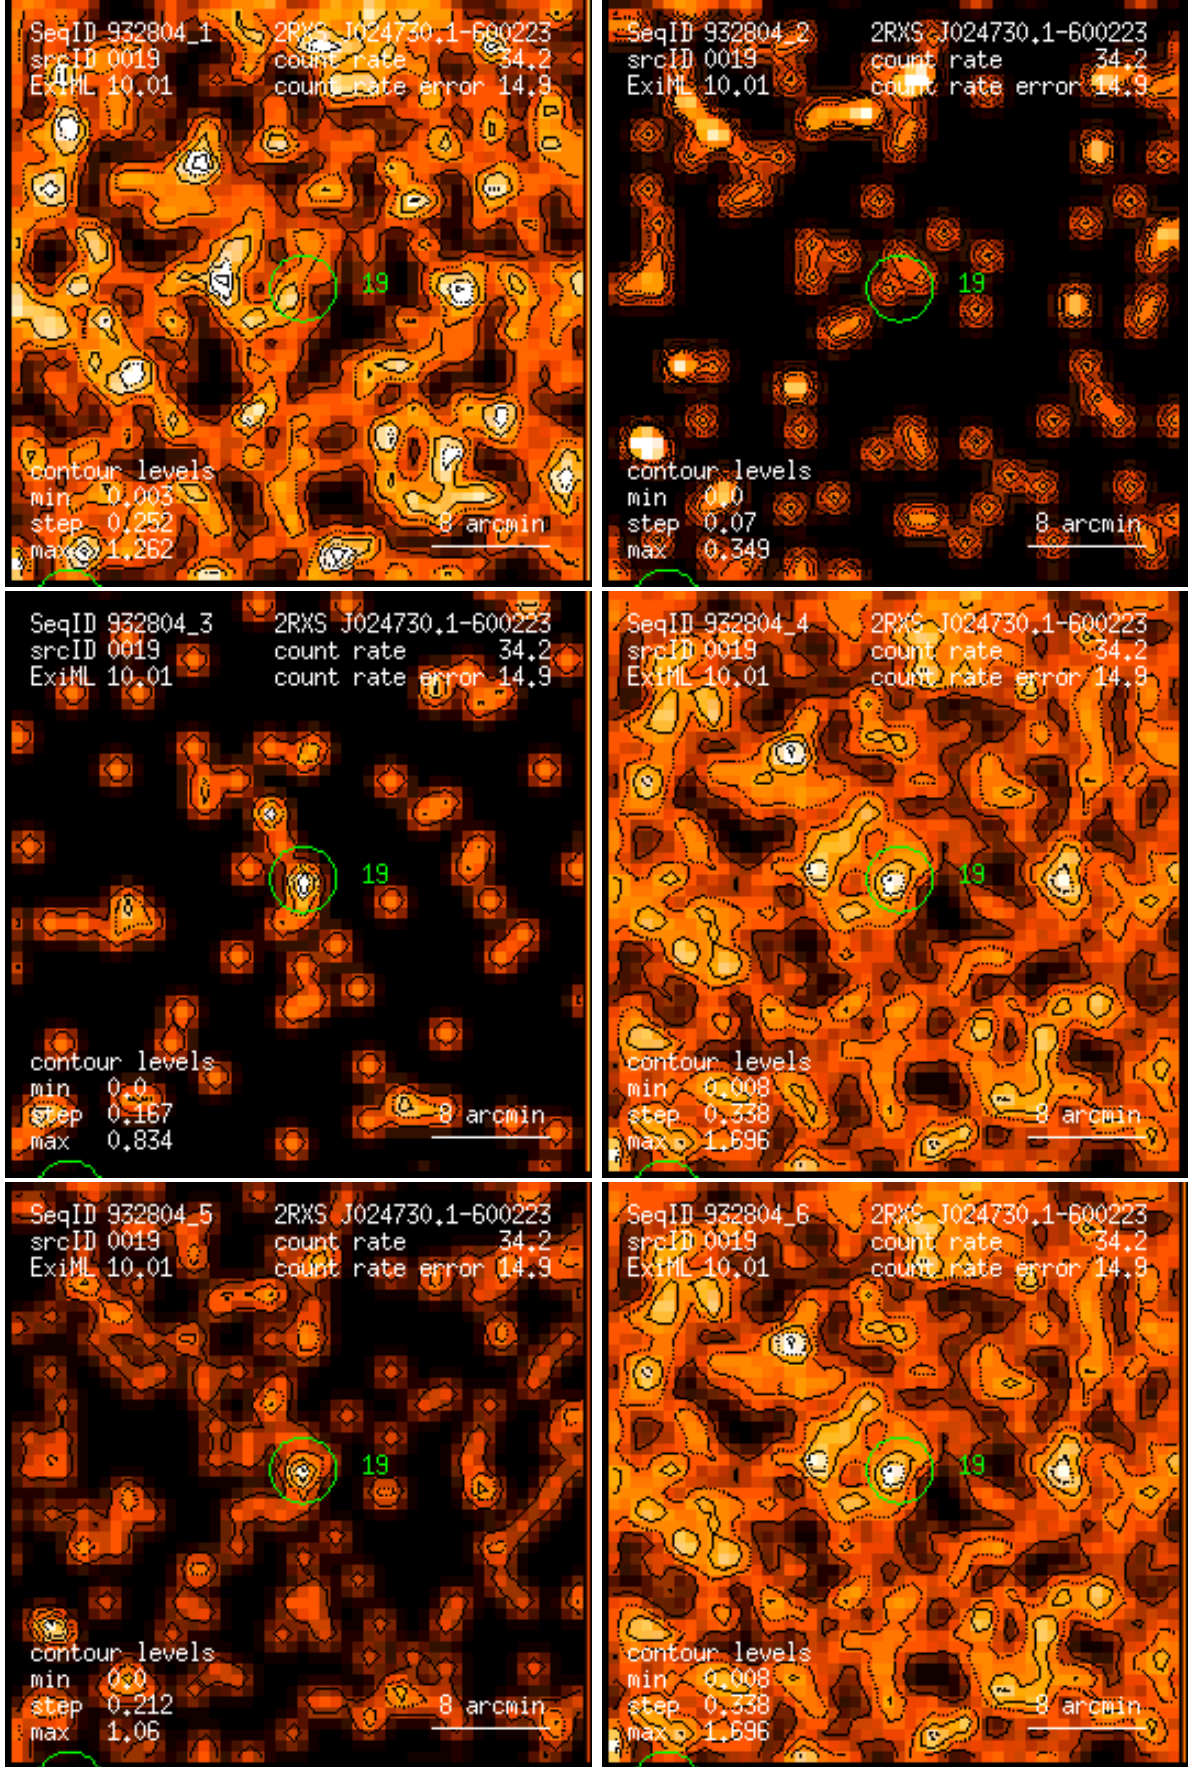 SeqID 932804_1 2RXS J024730.1-600223
srcID 0019 count rate 34.2
ExiML 10.01 count rate error 14.9
19
contour levels
min 0.003
step 0.252
max 1.262
8 arcmin
SeqID 932804_2 2RXS J024730.1-600223
srcID 0019 count rate 34.2
ExiML 10.01 count rate error 14.9
19
contour levels
min 0.0
step 0.07
max 0.349
8 arcmin
SeqID 932804_3 2RXS J024730.1-600223
srcID 0019 count rate 34.2
ExiML 10.01 count rate error 14.9
19
contour levels
min 0.0
step 0.167
max 0.834
8 arcmin
SeqID 932804_4 2RXS J024730.1-600223
srcID 0019 count rate 34.2
ExiML 10.01 count rate error 14.9
19
contour levels
min 0.008
step 0.338
max 1.696
8 arcmin
SeqID 932804_5 2RXS J024730.1-600223
srcID 0019 count rate 34.2
ExiML 10.01 count rate error 14.9
19
contour levels
min 0.0
step 0.212
max 1.06
8 arcmin
SeqID 932804_6 2RXS J024730.1-600223
srcID 0019 count rate 34.2
ExiML 10.01 count rate error 14.9
19
contour levels
min 0.008
step 0.338
max 1.696
8 arcmin